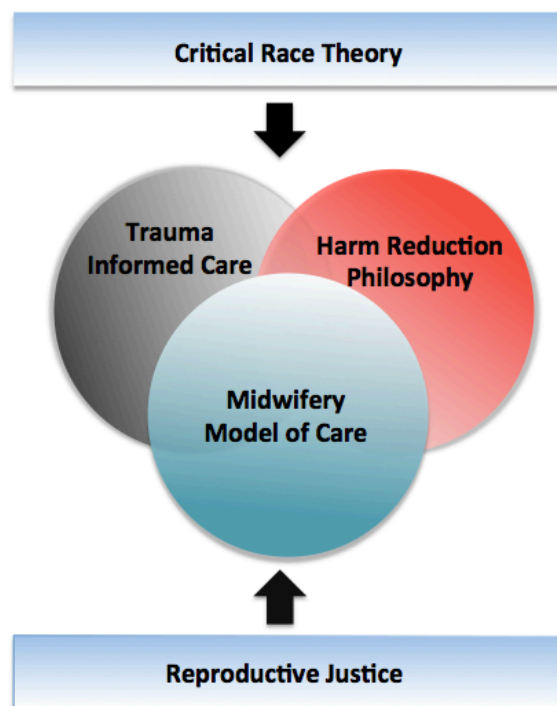 Critical Race Theory
Trauma
Informed Care
Harm Reduction
Philosophy
Midwifery
Model of Care
Reproductive Justice